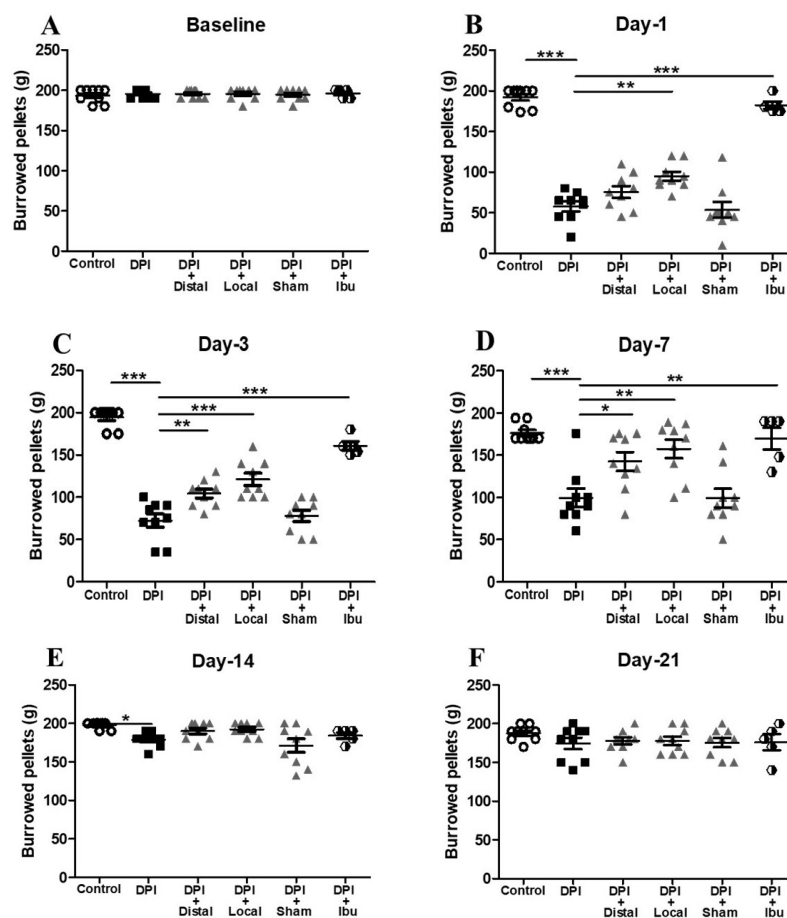 A
Baseline
Burrowed pellets (g)
250
200
150
100
50
0
Control
DPI
DPI + Distal
DPI + Local
DPI + Sham
DPI + Ibu
B
Day-1
Burrowed pellets (g)
250
200
150
100
50
0
***
***
**
Control
DPI
DPI + Distal
DPI + Local
DPI + Sham
DPI + Ibu
C
Day-3
Burrowed pellets (g)
250
200
150
100
50
0
***
***
***
**
Control
DPI
DPI + Distal
DPI + Local
DPI + Sham
DPI + Ibu
D
Day-7
Burrowed pellets (g)
250
200
150
100
50
0
***
**
**
*
Control
DPI
DPI + Distal
DPI + Local
DPI + Sham
DPI + Ibu
E
Day-14
Burrowed pellets (g)
250
200
150
100
50
0
*
Control
DPI
DPI + Distal
DPI + Local
DPI + Sham
DPI + Ibu
F
Day-21
Burrowed pellets (g)
250
200
150
100
50
0
Control
DPI
DPI + Distal
DPI + Local
DPI + Sham
DPI + Ibu